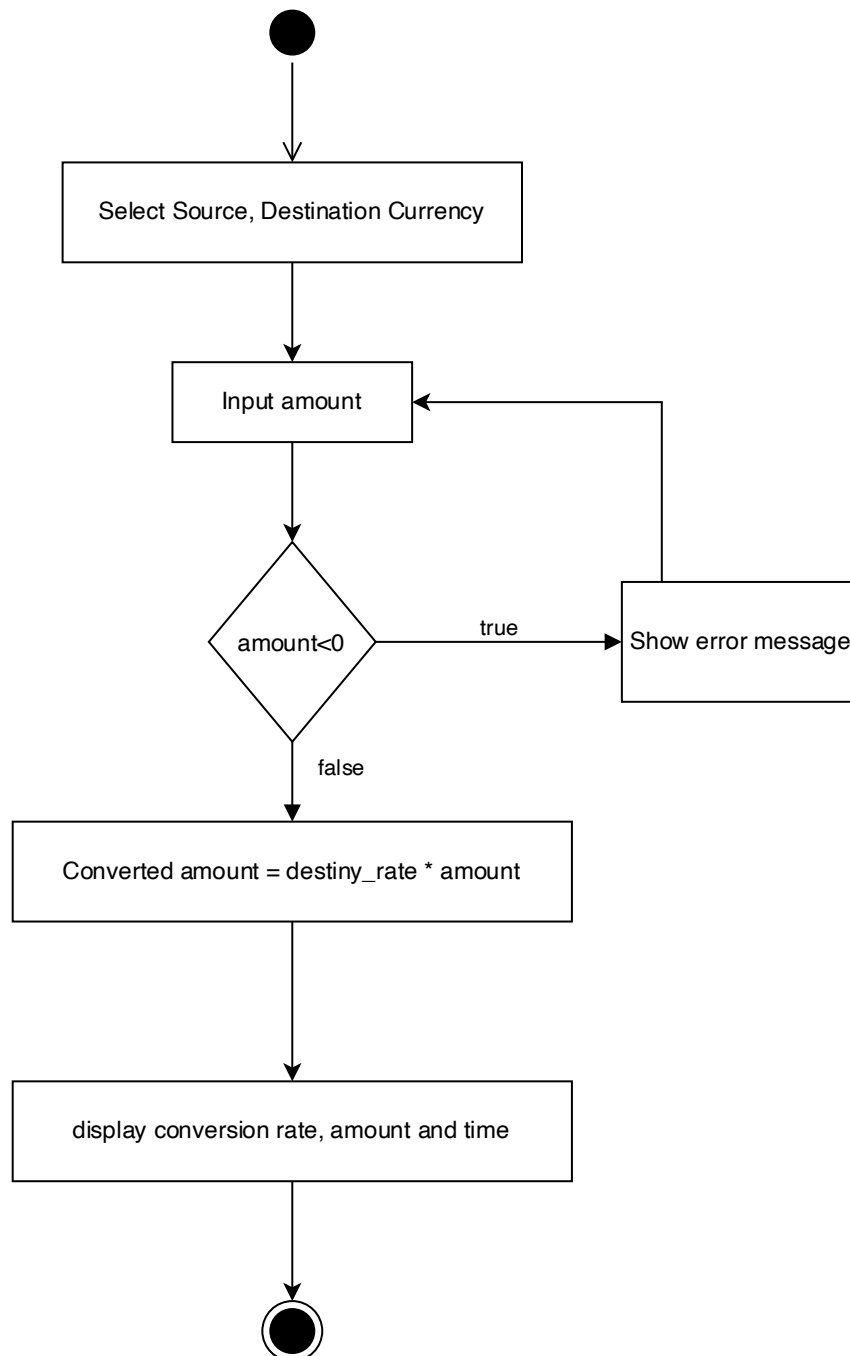 Select Source, Destination Currency
Input amount
amount<0
true
Show error message
false
Converted amount = destiny_rate * amount
display conversion rate, amount and time